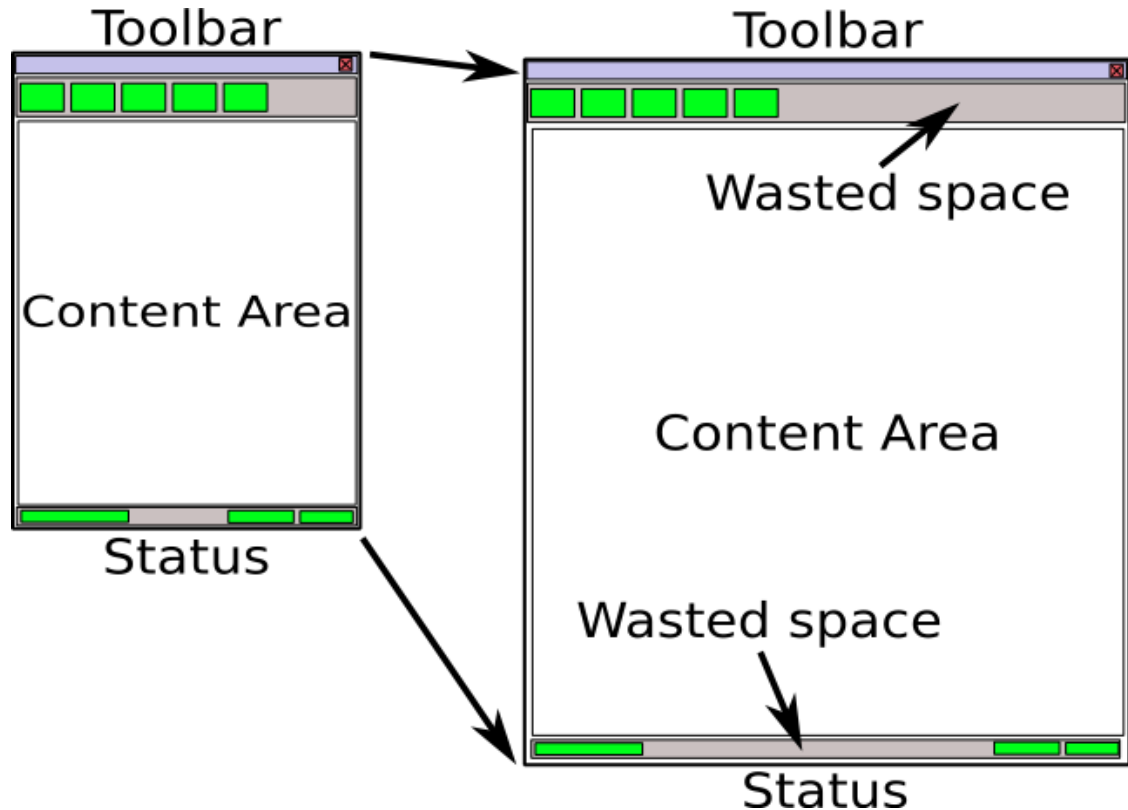 Toolbar
Content Area
Status
Toolbar
Wasted space
Content Area
Wasted space
Status